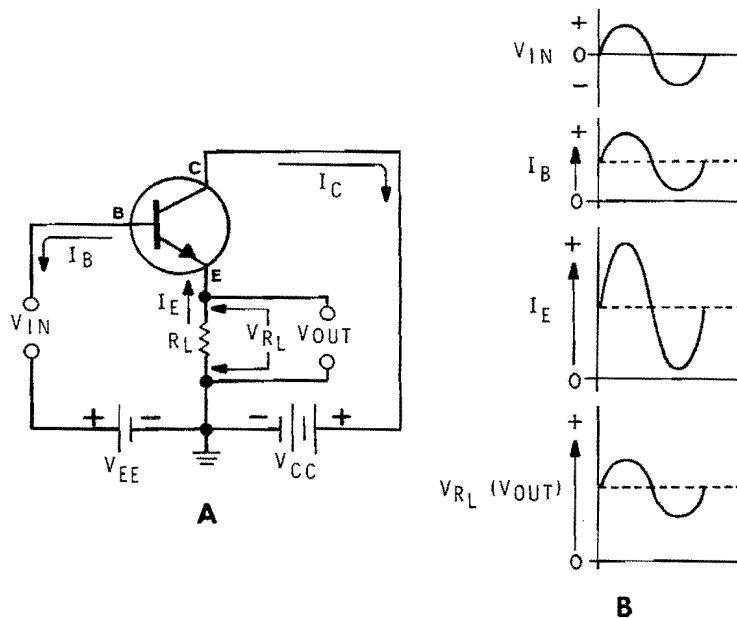 C
I_C
B
I_B
E
V_IN
I_E
R_L
V_RL
V_OUT
+ - - +
V_EE
V_CC
A
+
V_IN 0
-
+
I_B
0
+
I_E
0
+
V_RL (V_OUT)
0
B